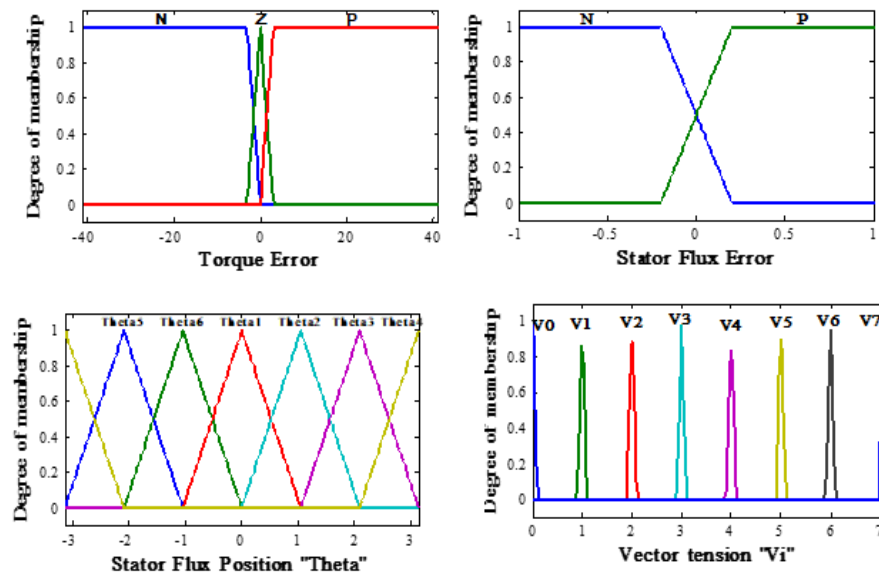 N Z P
1
0.8
0.6
0.4
0.2
0
Degree of membership
-40 -20 0 20 40
Torque Error
N P
1
0.8
0.6
0.4
0.2
0
Degree of membership
-1 -0.5 0 0.5 1
Stator Flux Error
Theta5 Theta6 Theta1 Theta2 Theta3 Theta4
1
0.8
0.6
0.4
0.2
0
Degree of membership
-3 -2 -1 0 1 2 3
Stator Flux Position "Theta"
V0 V1 V2 V3 V4 V5 V6 V7
1
0.8
0.6
0.4
0.2
0
Degree of membership
0 1 2 3 4 5 6 7
Vector tension "Vi"